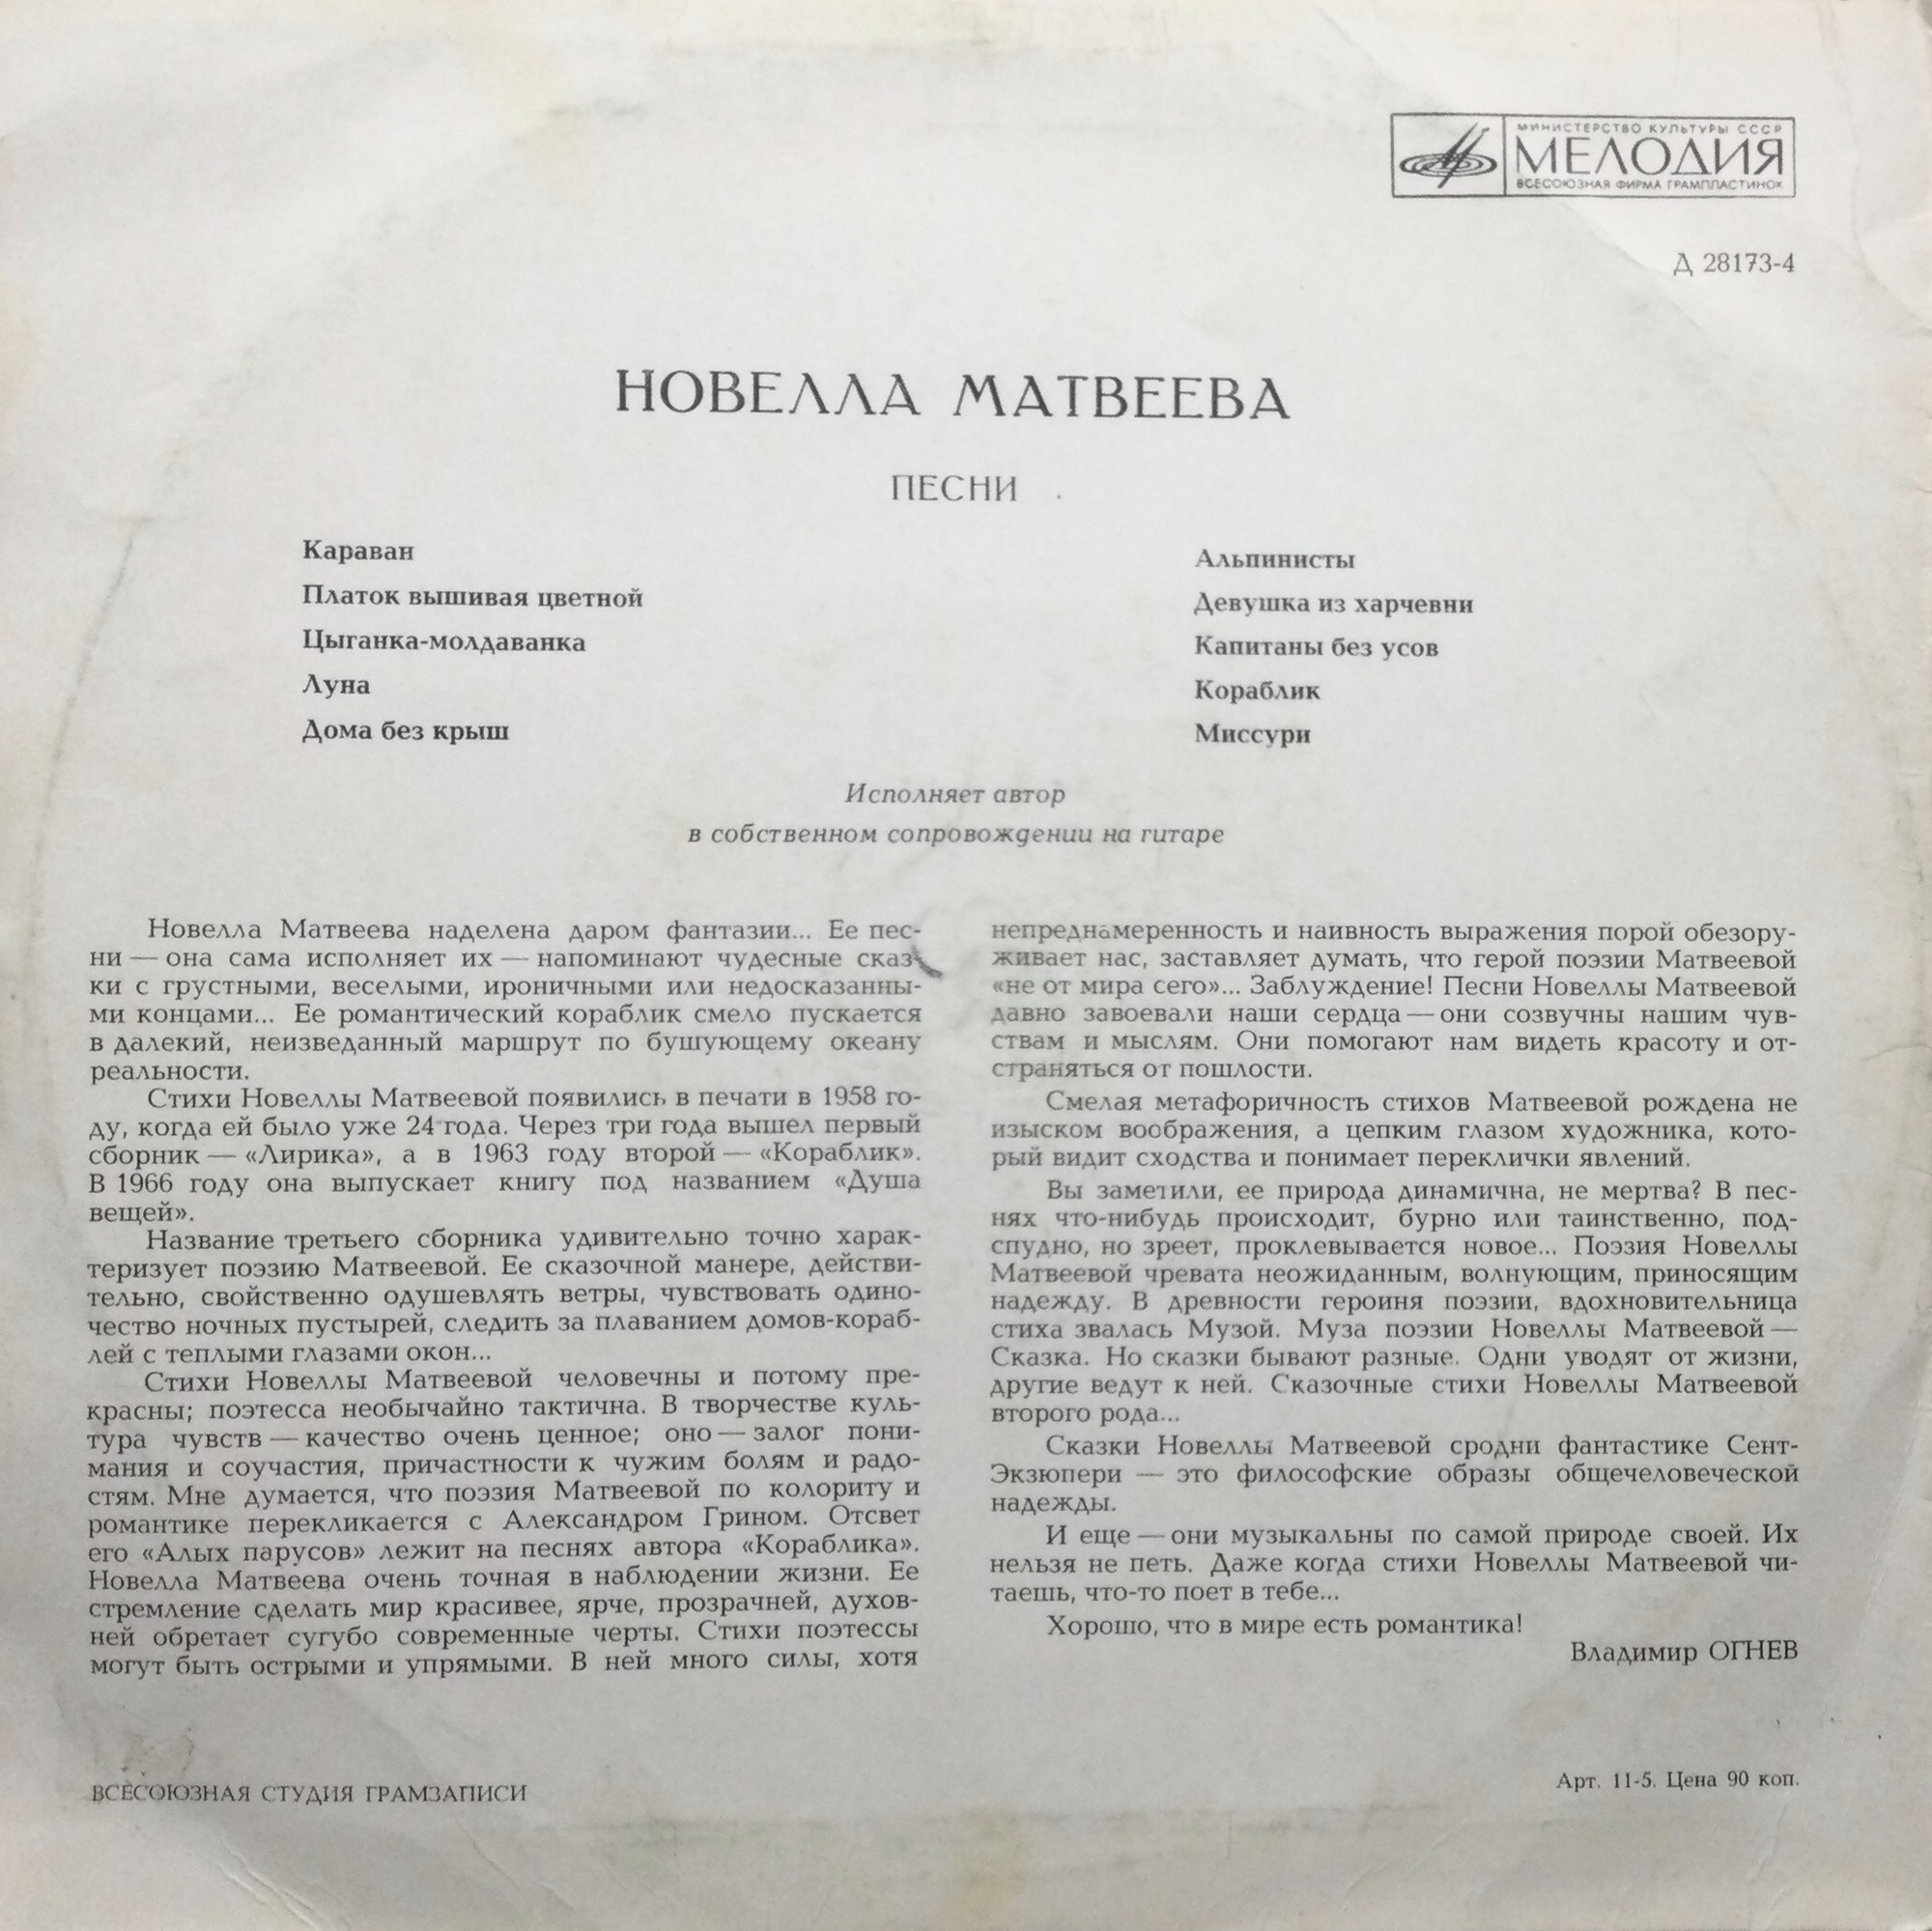 МИНИСТЕРСТВО КУЛЬТУРЫ СССР
МЕЛОДИЯ
ВСЕСОЮЗНАЯ ФИРМА ГРАМПЛАСТИНОК
Д 28173-4
НОВЕЛЛА МАТВЕЕВА
ПЕСНИ
Караван
Платок вышивая цветной
Цыганка-молдаванка
Луна
Дома без крыш
Альпинисты
Девушка из харчевни
Капитаны без усов
Кораблик
Миссури
Исполняет автор
в собственном сопровождении на гитаре
Новелла Матвеева наделена даром фантазии... Ее пес-
ни — она сама исполняет их — напоминают чудесные сказ-
ки с грустными, веселыми, ироничными или недосказанны-
ми концами... Ее романтический кораблик смело пускается
в далекий, неизведанный маршрут по бушующему океану
реальности.
Стихи Новеллы Матвеевой появились в печати в 1958 го-
ду, когда ей было уже 24 года. Через три года вышел первый
сборник — «Лирика», а в 1963 году второй — «Кораблик».
В 1966 году она выпускает книгу под названием «Душа
вещей».
Название третьего сборника удивительно точно харак-
теризует поэзию Матвеевой. Ее сказочной манере, действи-
тельно, свойственно одушевлять ветры, чувствовать одино-
чество ночных пустырей, следить за плаванием домов-кораб-
лей с теплыми глазами окон...
Стихи Новеллы Матвеевой человечны и потому пре-
красны; поэтесса необычайно тактична. В творчестве куль-
тура чувств — качество очень ценное; оно — залог пони-
мания и соучастия, причастности к чужим болям и радо-
стям. Мне думается, что поэзия Матвеевой по колориту и
романтике перекликается с Александром Грином. Отсвет
его «Алых парусов» лежит на песнях автора «Кораблика».
Новелла Матвеева очень точная в наблюдении жизни. Ее
стремление сделать мир красивее, ярче, прозрачней, духов-
ней обретает сугубо современные черты. Стихи поэтессы
могут быть острыми и упрямыми. В ней много силы, хотя
непреднамеренность и наивность выражения порой обезору-
живает нас, заставляет думать, что герой поэзии Матвеевой
«не от мира сего»... Заблуждение! Песни Новеллы Матвеевой
давно завоевали наши сердца — они созвучны нашим чув-
ствам и мыслям. Они помогают нам видеть красоту и от-
страняться от пошлости.
Смелая метафоричность стихов Матвеевой рождена не
изыском воображения, а цепким глазом художника, кото-
рый видит сходства и понимает переклички явлений.
Вы заметили, ее природа динамична, не мертва? В пес-
нях что-нибудь происходит, бурно или таинственно, под-
спудно, но зреет, проклевывается новое... Поэзия Новеллы
Матвеевой чревата неожиданным, волнующим, приносящим
надежду. В древности героиня поэзии, вдохновительница
стиха звалась Музой. Муза поэзии Новеллы Матвеевой —
Сказка. Но сказки бывают разные. Одни уводят от жизни,
другие ведут к ней. Сказочные стихи Новеллы Матвеевой
второго рода...
Сказки Новеллы Матвеевой сродни фантастике Сент-
Экзюпери — это философские образы общечеловеческой
надежды.
И еще — они музыкальны по самой природе своей. Их
нельзя не петь. Даже когда стихи Новеллы Матвеевой чи-
таешь, что-то поет в тебе...
Хорошо, что в мире есть романтика!
Владимир ОГНЕВ
ВСЕСОЮЗНАЯ СТУДИЯ ГРАМЗАПИСИ
Арт. 11-5. Цена 90 коп.